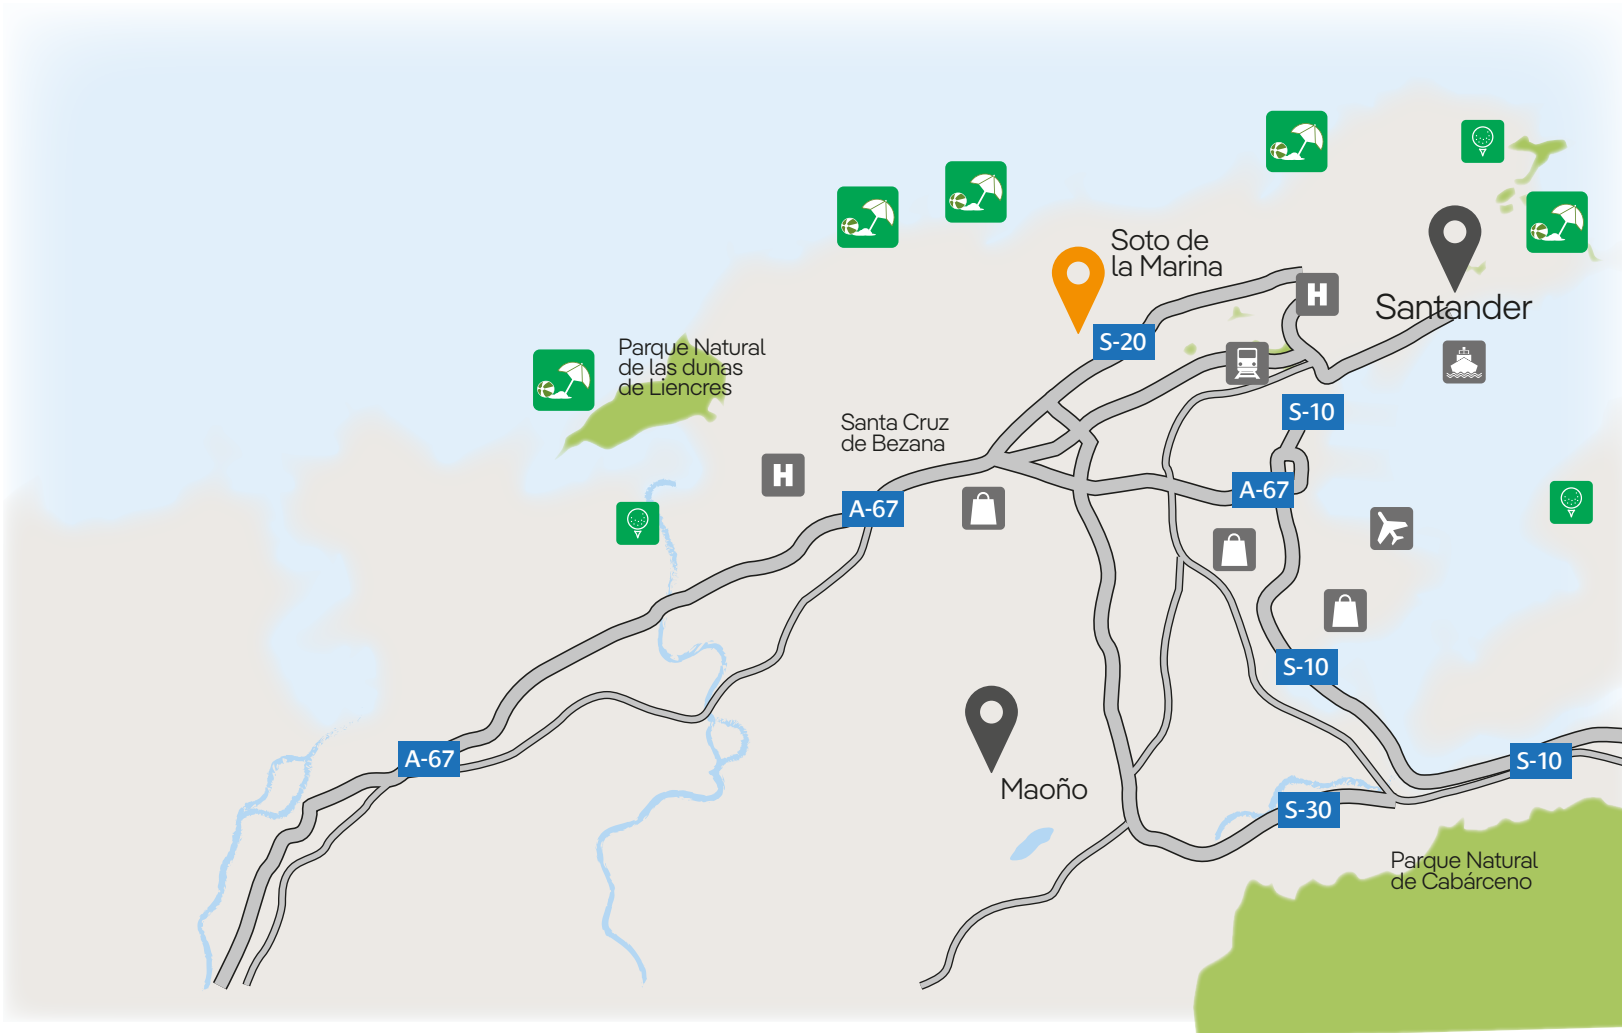 Soto de
la Marina
H
Santander
S-20
Parque Natural
de las dunas
de Liencres
S-10
Santa Cruz
de Bezana
H
A-67
A-67
S-10
A-67
S-10
Maoño
S-30
Parque Natural
de Cabárceno